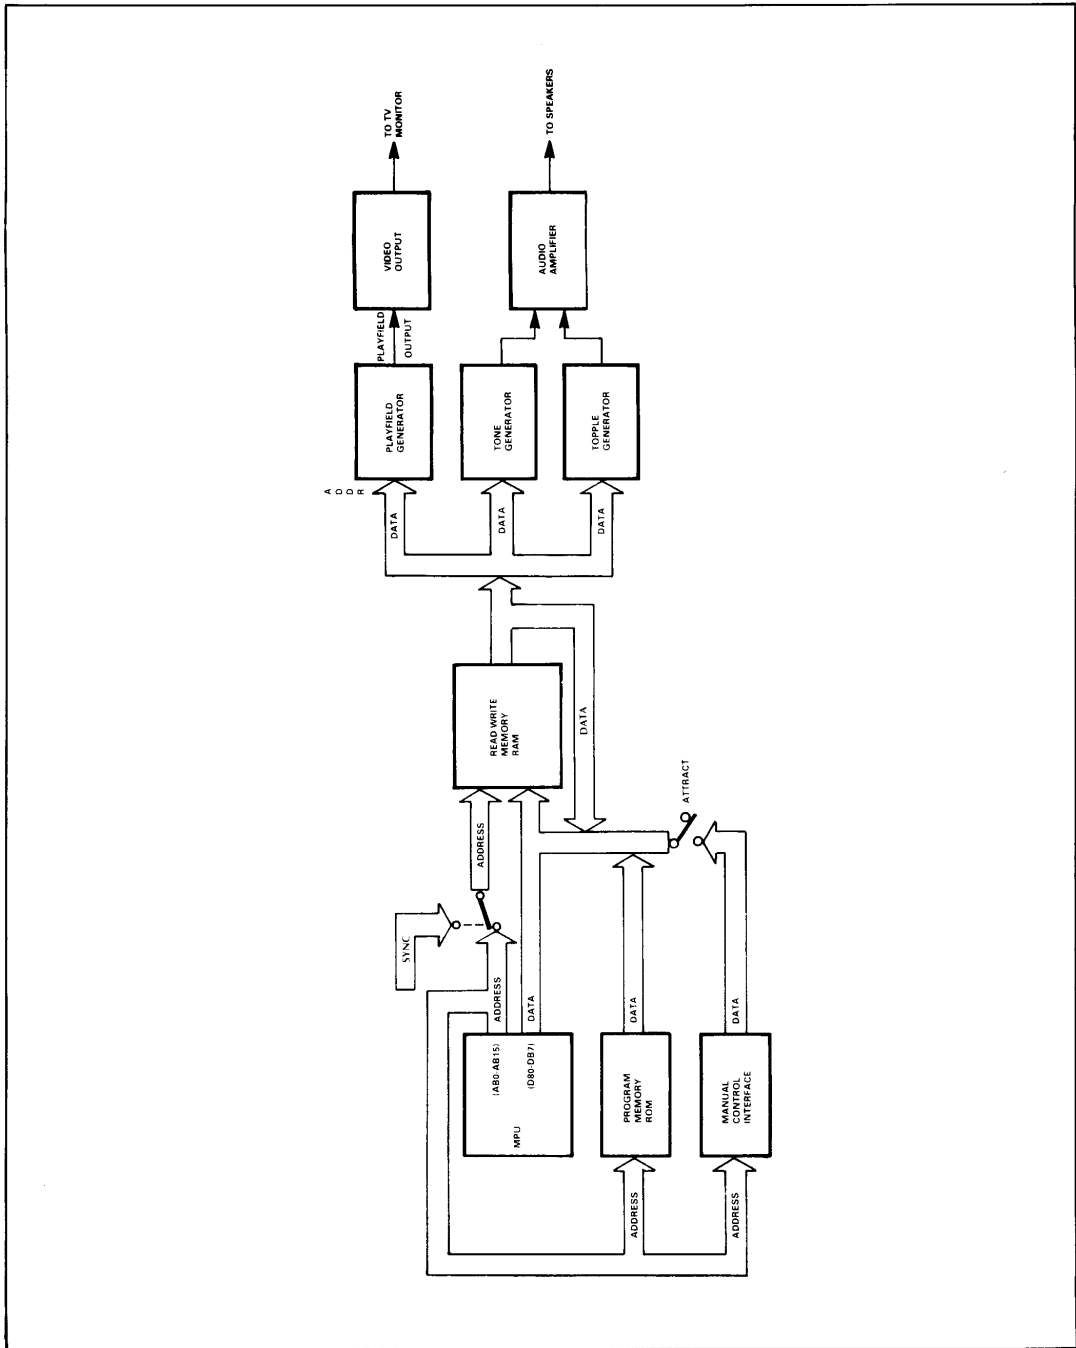 TO TV
MONITOR
TO SPEAKERS
VIDEO
OUTPUT
AUDIO
AMPLIFIER
PLAYFIELD
OUTPUT
PLAYFIELD
GENERATOR
TONE
GENERATOR
TOPPLE
GENERATOR
A
D
D
R
DATA
DATA
DATA
READ WRITE
MEMORY
RAM
DATA
ADDRESS
ATTRACT
SYNC
ADDRESS
DATA
DATA
DATA
MPU
(AB0-AB15)
(D80-DB7)
PROGRAM
MEMORY
ROM
MANUAL
CONTROL
INTERFACE
ADDRESS
ADDRESS